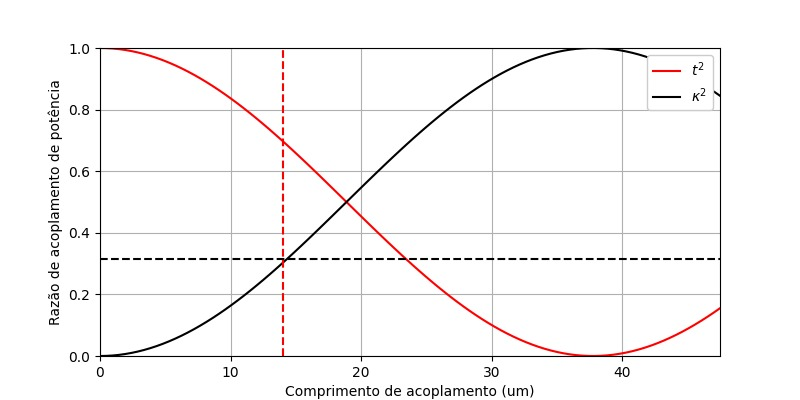 1.0
0.8
0.6
0.4
0.2
0.0
Razão de acoplamento de potência
t²
κ²
0 10 20 30 40
Comprimento de acoplamento (um)